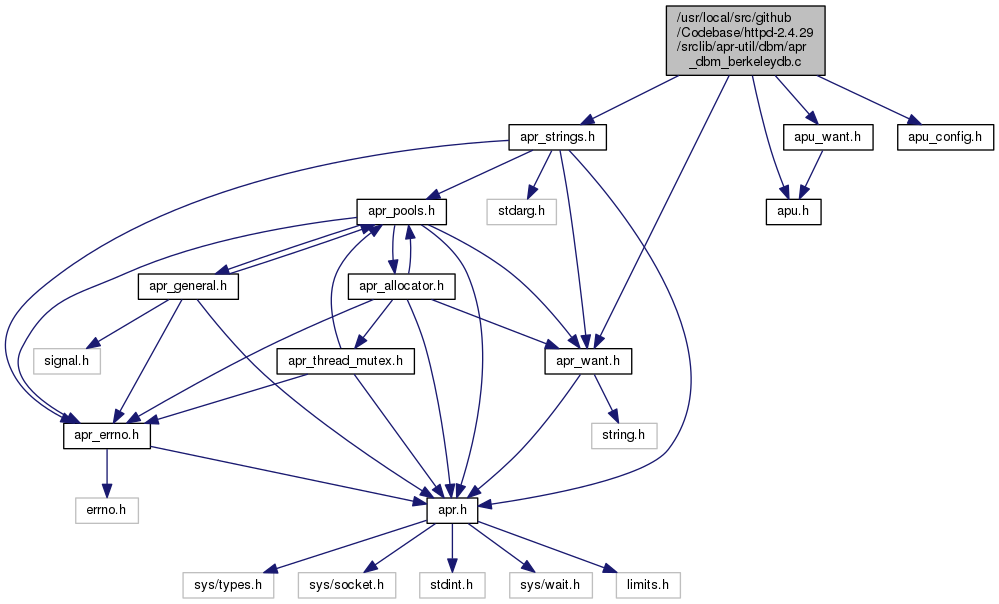 /usr/local/src/github
/Codebase/httpd-2.4.29
/srclib/apr-util/dbm/apr
_dbm_berkeleydb.c
apr_strings.h
apu_want.h
apu_config.h
apr_pools.h
stdarg.h
apu.h
apr_general.h
apr_allocator.h
signal.h
apr_thread_mutex.h
apr_want.h
apr_errno.h
string.h
errno.h
apr.h
sys/types.h
sys/socket.h
stdint.h
sys/wait.h
limits.h